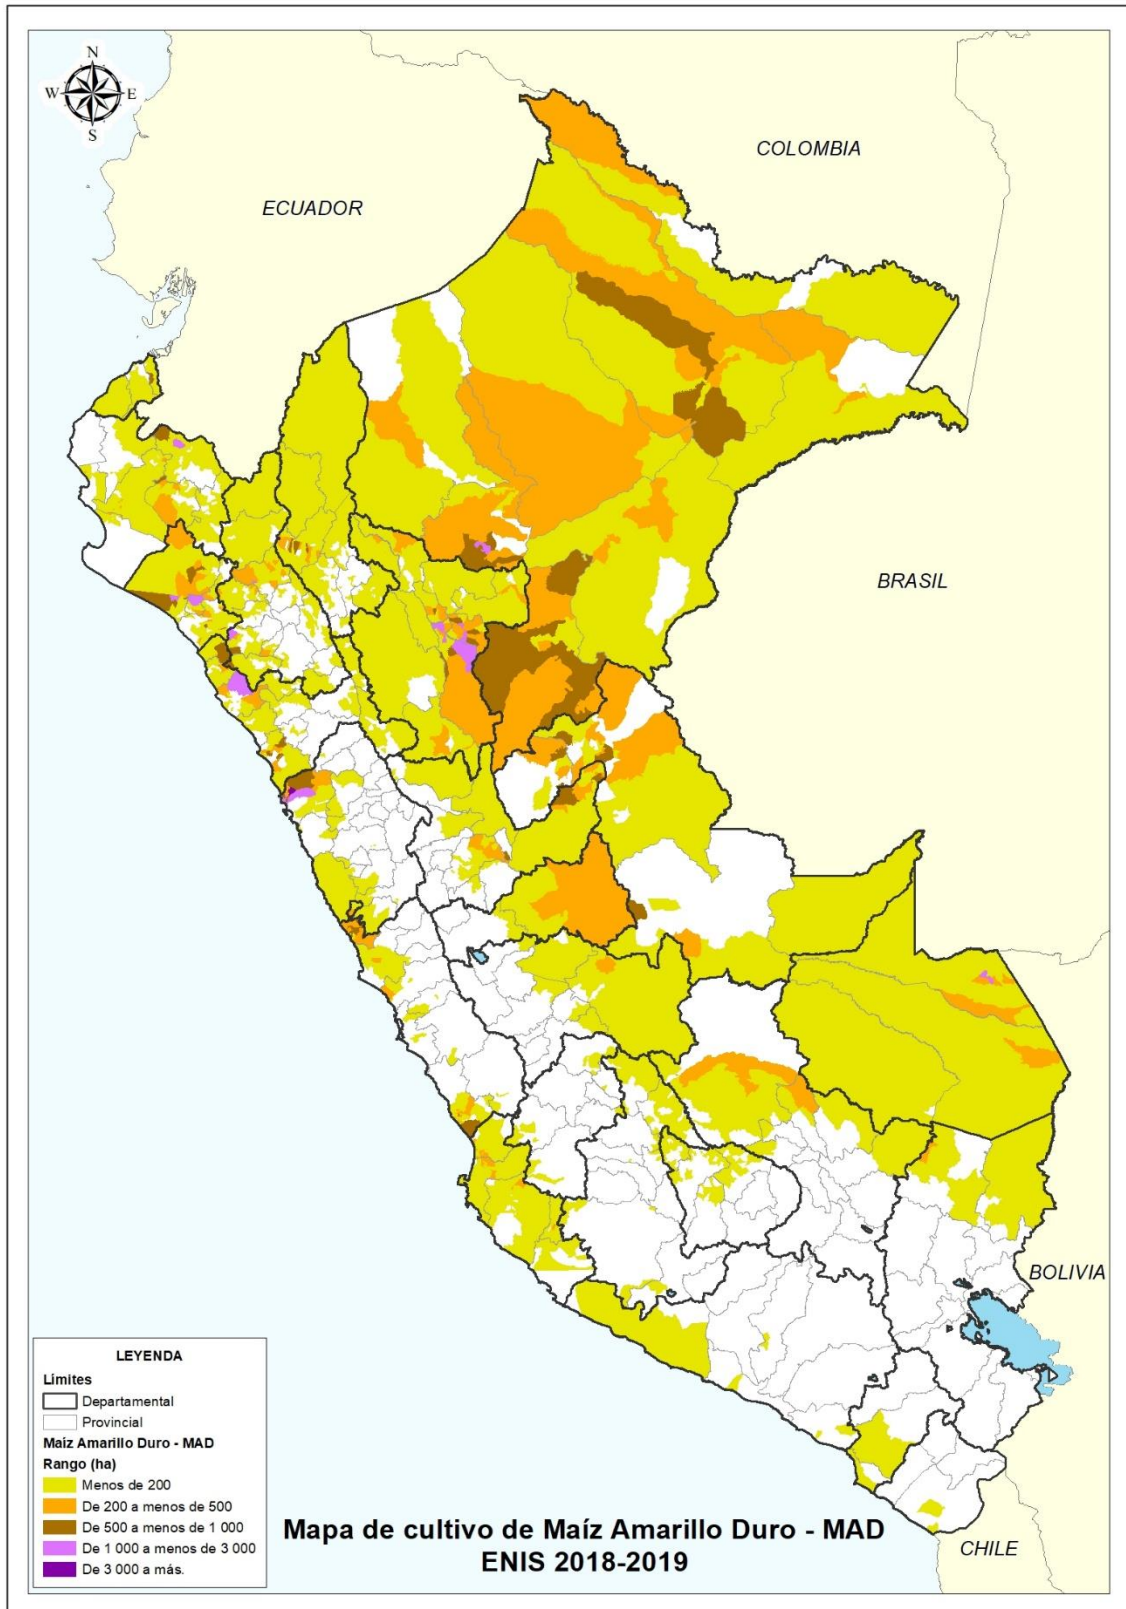 N
W
E
S
COLOMBIA
ECUADOR
BRASIL
BOLIVIA
LEYENDA
Límites
Departamental
Provincial
Maíz Amarillo Duro - MAD
Rango (ha)
Menos de 200
De 200 a menos de 500
De 500 a menos de 1 000
De 1 000 a menos de 3 000
De 3 000 a más.
Mapa de cultivo de Maíz Amarillo Duro - MAD
ENIS 2018-2019
CHILE